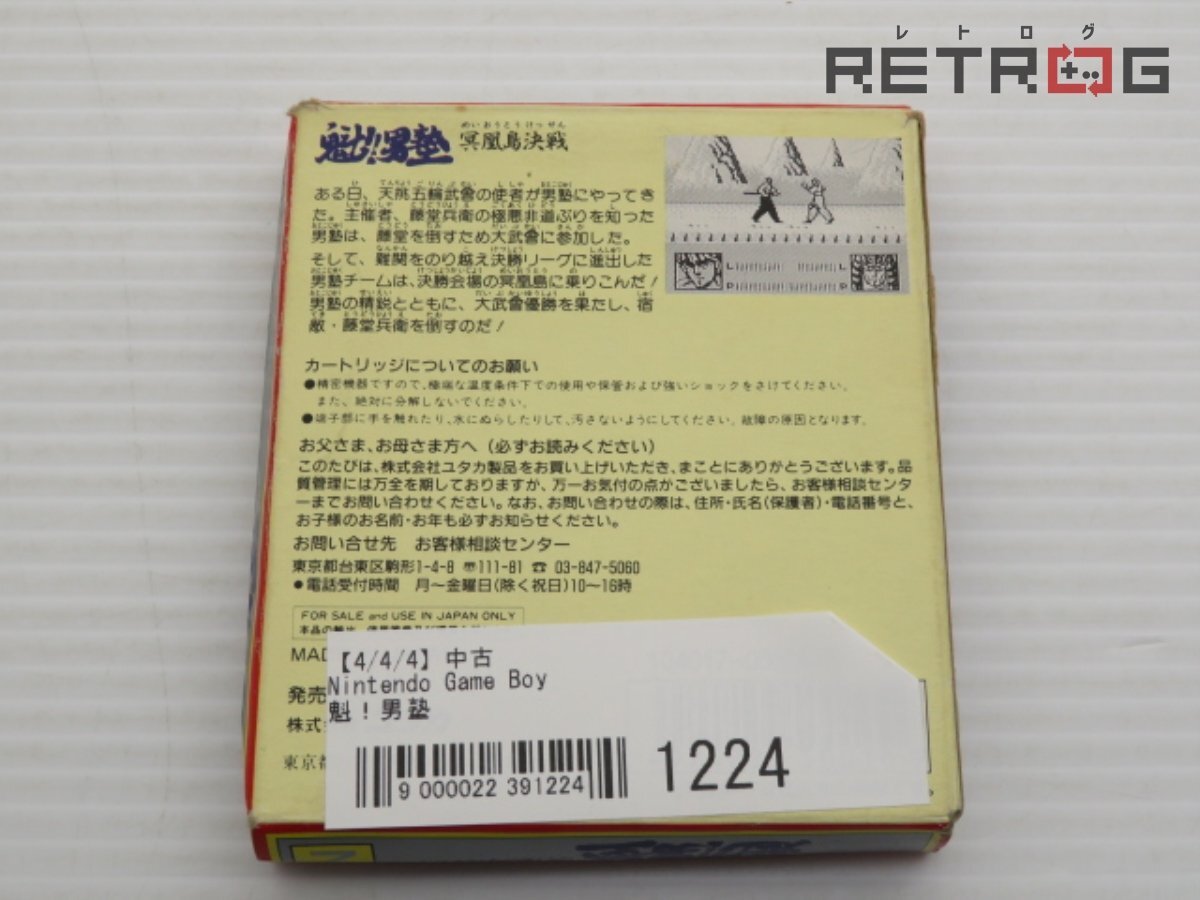 レトログ
RETROG
魁!!男塾
めいおうとうけっせん
冥凰島決戦
ある日、天挑五輪武會の使者が男塾にやってき
た。主催者、藤堂兵衛の極悪非道ぶりを知った
男塾は、藤堂を倒すため大武會に参加した。
そして、難関をのり越え決勝リーグに進出した
男塾チームは、決勝会場の冥凰島に乗りこんだ!
男塾の精鋭とともに、大武會優勝を果たし、宿
敵・藤堂兵衛を倒すのだ!
カートリッジについてのお願い
●精密機器ですので、極端な温度条件下での使用や保管および強いショックをさけてください。
また、絶対に分解しないでください。
●端子部に手を触れたり、水にぬらしたりして、汚さないようにしてください。故障の原因となります。
お父さま、お母さま方へ(必ずお読みください)
このたびは、株式会社ユタカ製品をお買い上げいただき、まことにありがとうございます。品
質管理には万全を期しておりますが、万一お気付の点がございましたら、お客様相談センタ
ーまでお問い合わせください。なお、お問い合わせの際は、住所・氏名(保護者)・電話番号と、
お子様のお名前・お年も必ずお知らせください。
お問い合せ先 お客様相談センター
東京都台東区駒形1-4-8 〠111-81 ☎ 03-847-5060
●電話受付時間 月〜金曜日(除く祝日)10〜16時
FOR SALE and USE IN JAPAN ONLY
MAD
発売
株式
東京都
【4/4/4】中古
Nintendo Game Boy
魁!男塾
9 000022 391224
1224